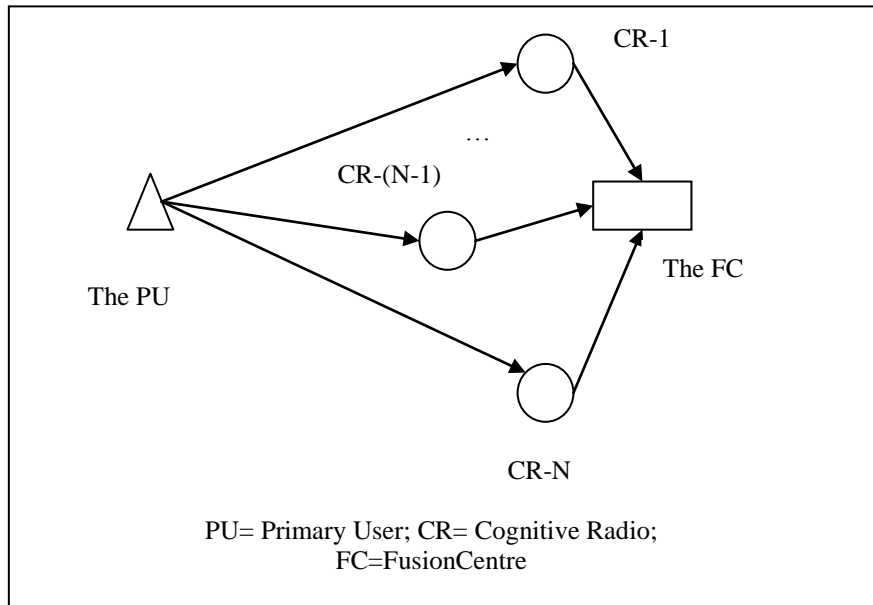 CR-1
…
CR-(N-1)
The PU
The FC
CR-N
PU= Primary User; CR= Cognitive Radio;
FC=FusionCentre